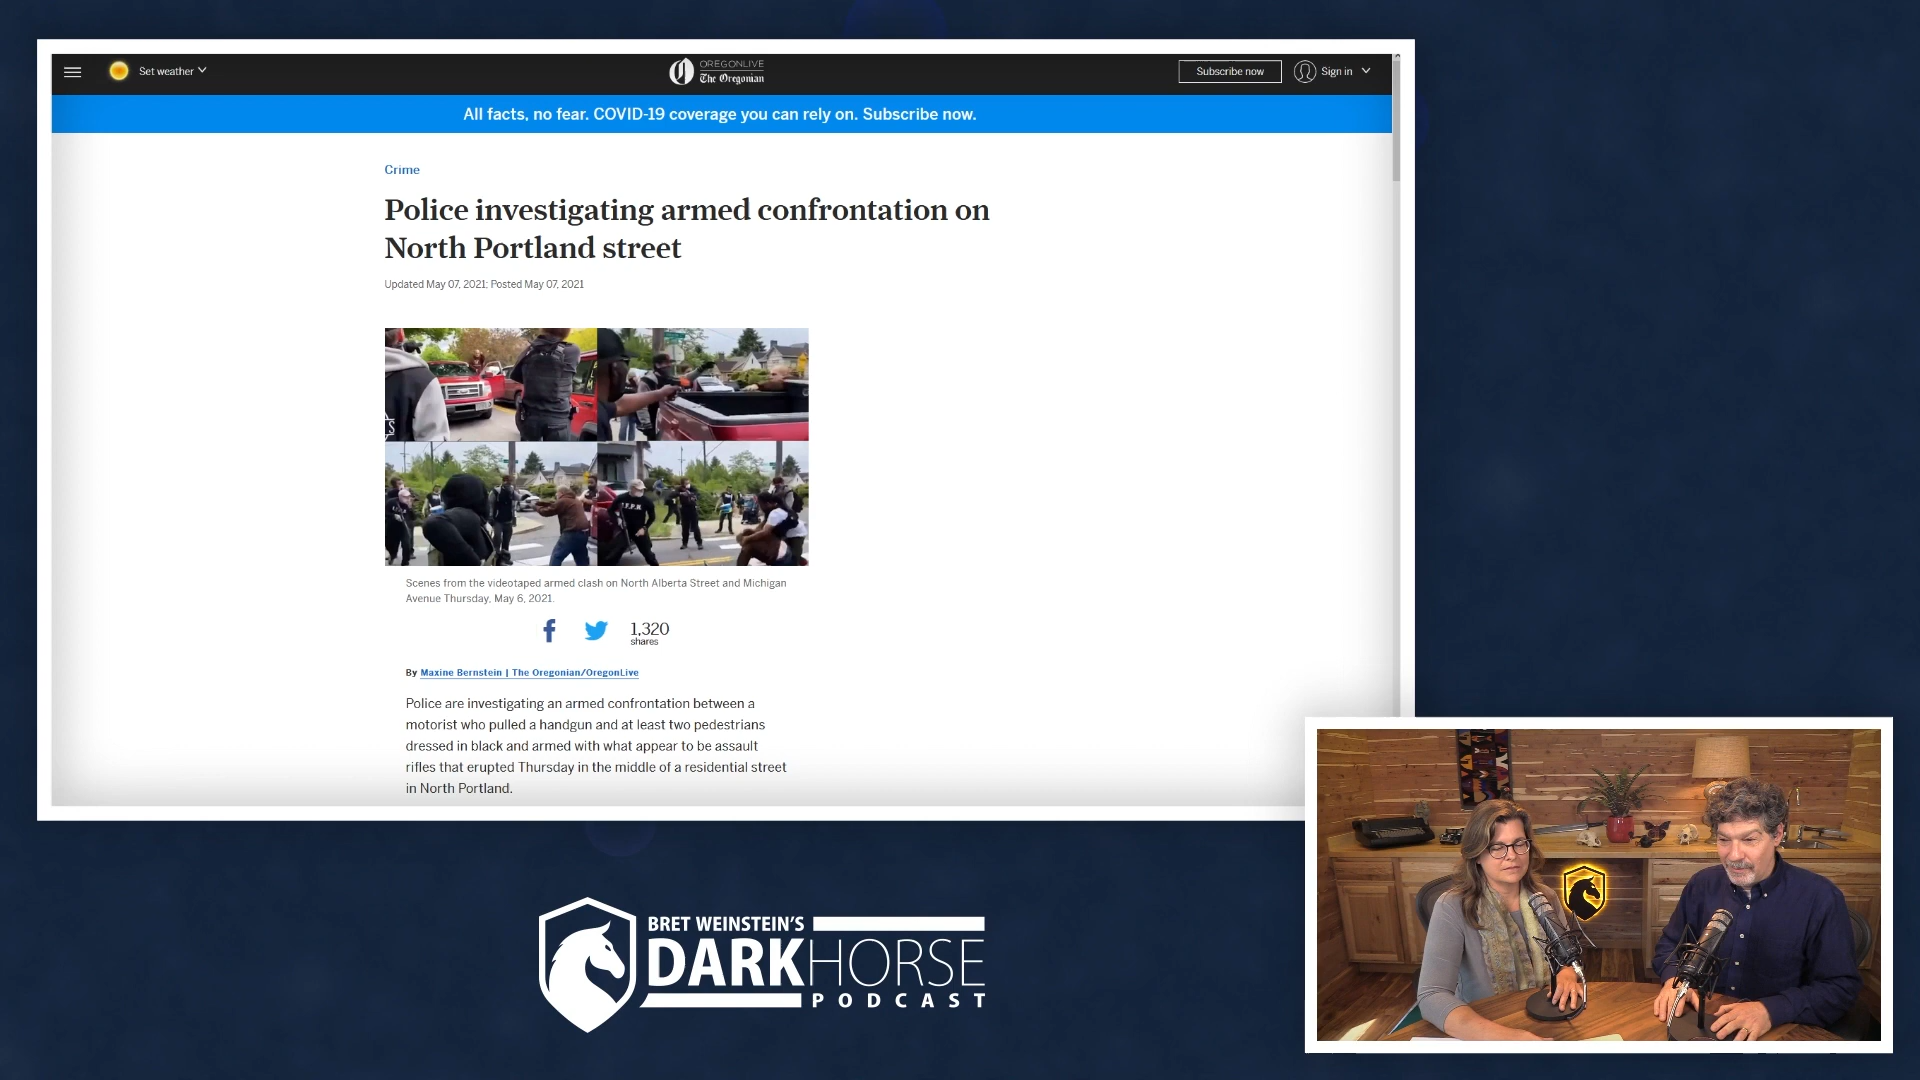 Set weather
OREGONLIVE
The Oregonian
Subscribe now
Sign in
All facts, no fear. COVID-19 coverage you can rely on. Subscribe now.
Crime
Police investigating armed confrontation on
North Portland street
Updated May 07, 2021; Posted May 07, 2021
Scenes from the videotaped armed clash on North Alberta Street and Michigan
Avenue Thursday, May 6, 2021.
1,320
shares
By Maxine Bernstein | The Oregonian/OregonLive
Police are investigating an armed confrontation between a
motorist who pulled a handgun and at least two pedestrians
dressed in black and armed with what appear to be assault
rifles that erupted Thursday in the middle of a residential street
in North Portland.
BRET WEINSTEIN'S
DARKHORSE
PODCAST